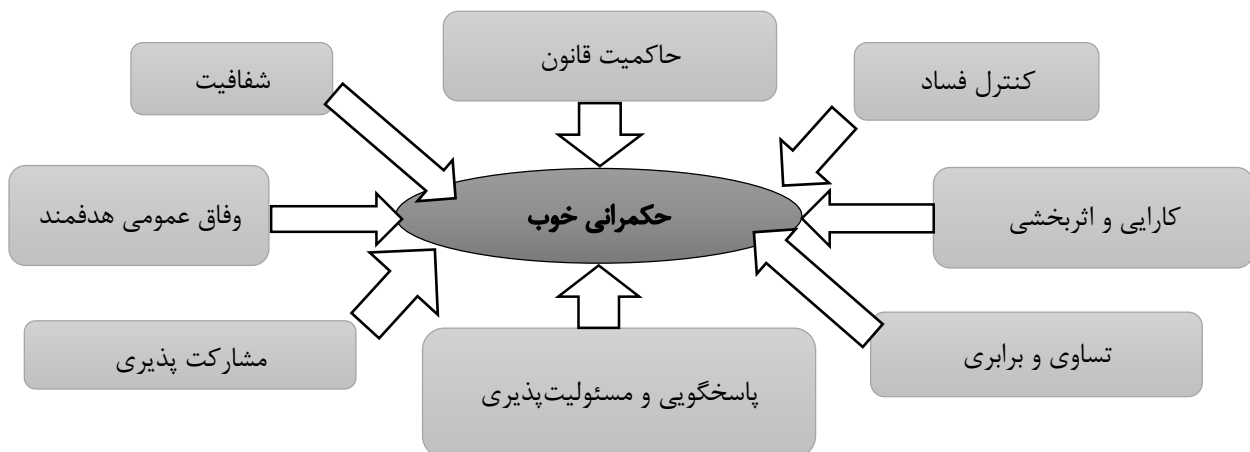 حاکمیت قانون
کنترل فساد
شفافیت
کارایی و اثربخشی
حکمرانی خوب
وفاق عمومی هدفمند
تساوی و برابری
پاسخگویی و مسئولیت‌پذیری
مشارکت پذیری